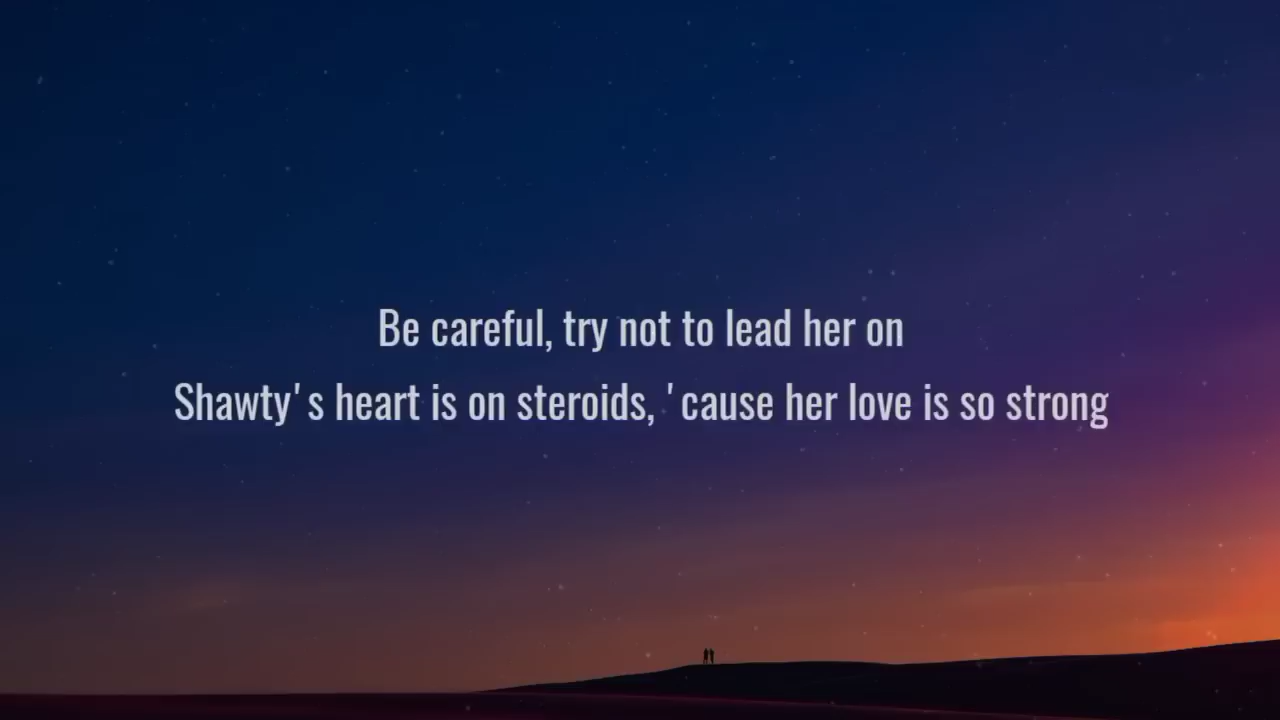 Be careful, try not to lead her on
Shawty's heart is on steroids, 'cause her love is so strong